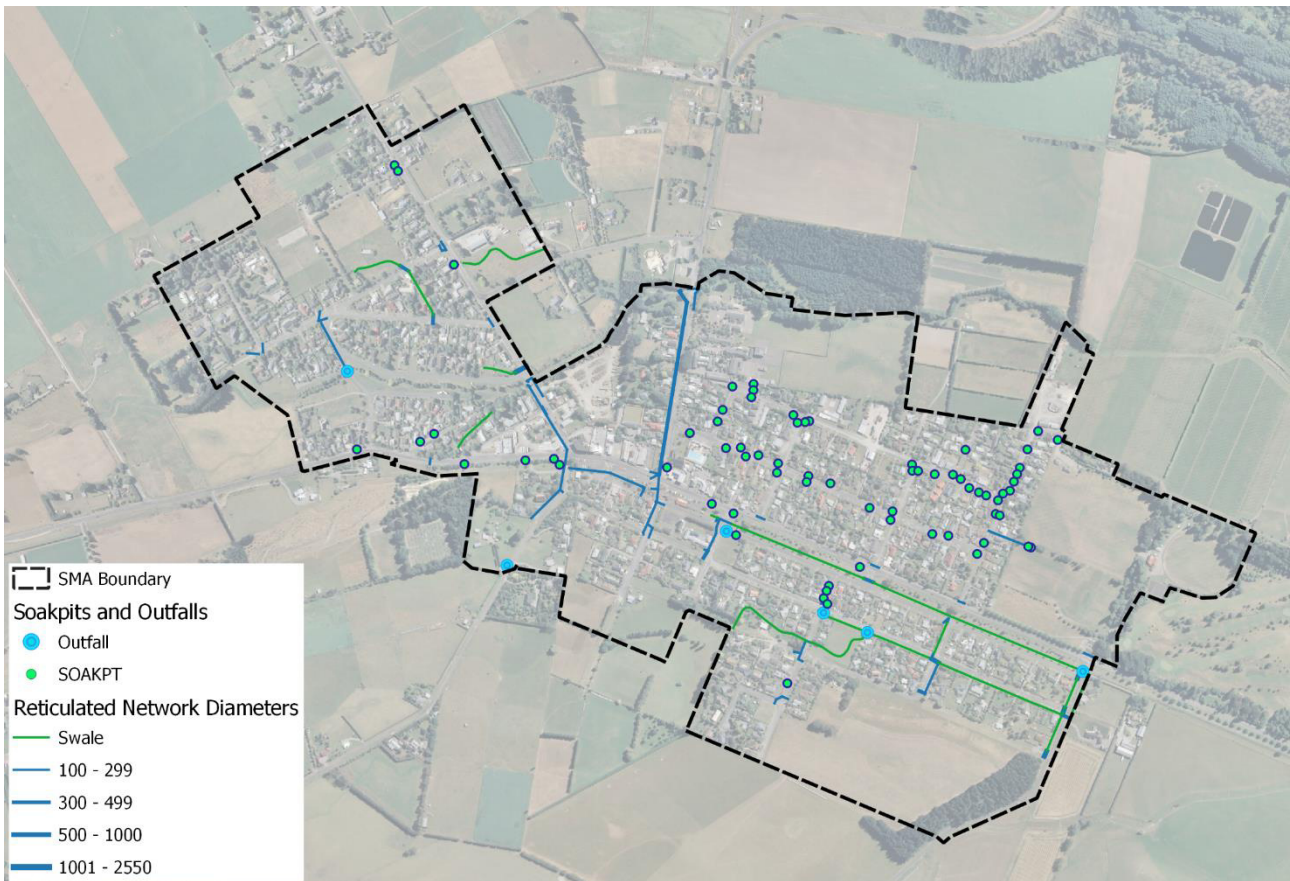 SMA Boundary
Soakpits and Outfalls
Outfall
SOAKPT
Reticulated Network Diameters
Swale
100 - 299
300 - 499
500 - 1000
1001 - 2550